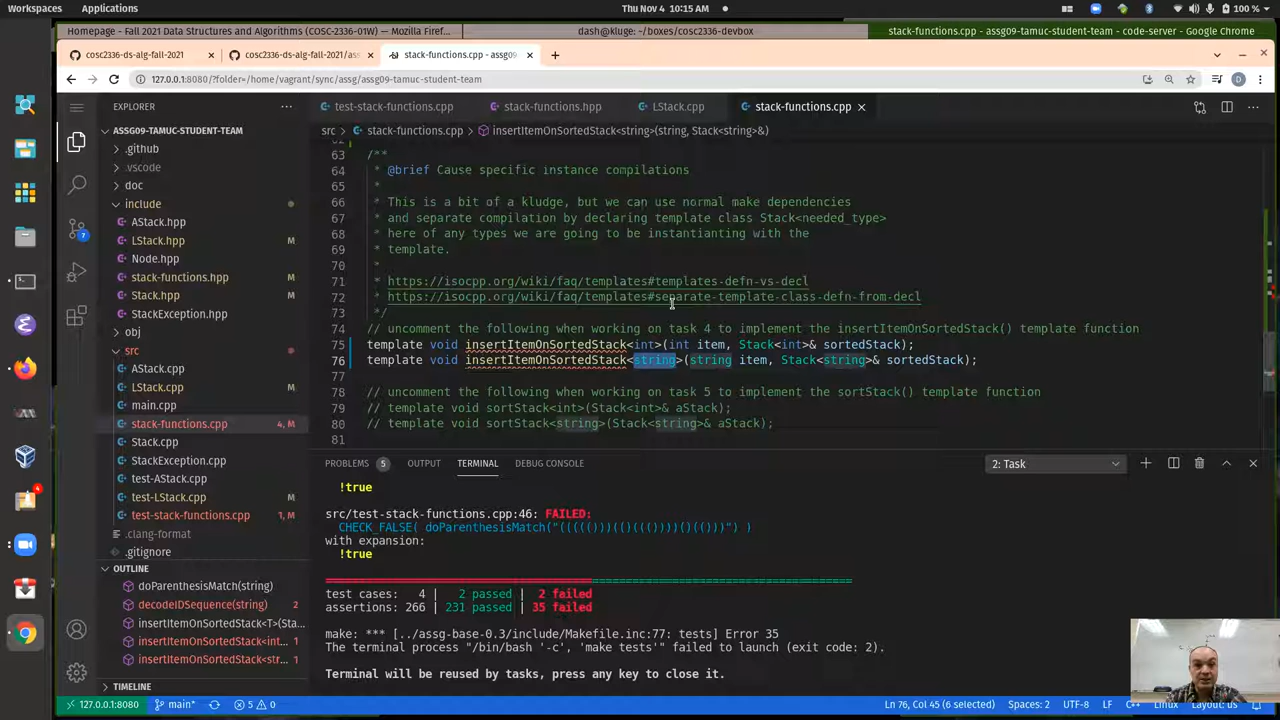 Workspaces Applications Thu Nov 4 10:15 AM 100 %
Homepage - Fall 2021 Data Structures and Algorithms (COSC-2336-01W) — Mozilla Firef... dash@kluge: ~/boxes/cosc2336-devbox stack-functions.cpp - assg09-tamuc-student-team - code-server - Google Chrome
cosc2336-ds-alg-fall-2021 cosc2336-ds-alg-fall-2021/ass stack-functions.cpp - assg09
127.0.0.1:8080/?folder=/home/vagrant/sync/assg/assg09-tamuc-student-team
EXPLORER
test-stack-functions.cpp stack-functions.hpp LStack.cpp stack-functions.cpp
ASSG09-TAMUC-STUDENT-TEAM
.github
.vscode
doc
include
AStack.hpp
LStack.hpp M
Node.hpp
stack-functions.hpp M
Stack.hpp M
StackException.hpp
obj
src
AStack.cpp
LStack.cpp M
main.cpp
stack-functions.cpp 4, M
Stack.cpp
StackException.cpp
test-AStack.cpp
test-LStack.cpp M
test-stack-functions.cpp 1, M
.clang-format
.gitignore
OUTLINE
doParenthesisMatch(string)
decodeIDSequence(string) 2
insertItemOnSortedStack<T>(Sta...
insertItemOnSortedStack<int... 1
insertItemOnSortedStack<str... 1
TIMELINE
src > stack-functions.cpp > insertItemOnSortedStack<string>(string, Stack<string>&)
62
63 /**
64 * @brief Cause specific instance compilations
65 *
66 * This is a bit of a kludge, but we can use normal make dependencies
67 * and separate compilation by declaring template class Stack<needed_type>
68 * here of any types we are going to be instantianting with the
69 * template.
70 *
71 * https://isocpp.org/wiki/faq/templates#templates-defn-vs-decl
72 * https://isocpp.org/wiki/faq/templates#separate-template-class-defn-from-decl
73 */
74 // uncomment the following when working on task 4 to implement the insertItemOnSortedStack() template function
75 template void insertItemOnSortedStack<int>(int item, Stack<int>& sortedStack);
76 template void insertItemOnSortedStack<string>(string item, Stack<string>& sortedStack);
77
78 // uncomment the following when working on task 5 to implement the sortStack() template function
79 // template void sortStack<int>(Stack<int>& aStack);
80 // template void sortStack<string>(Stack<string>& aStack);
81
PROBLEMS 5 OUTPUT TERMINAL DEBUG CONSOLE 2: Task
!true
src/test-stack-functions.cpp:46: FAILED:
with expansion:
!true
test cases: 4 | 2 passed | 2 failed
assertions: 266 | 231 passed | 35 failed
make: *** [../assg-base-0.3/include/Makefile.inc:77: tests] Error 35
The terminal process "/bin/bash '-c', 'make tests'" failed to launch (exit code: 2).
Terminal will be reused by tasks, press any key to close it.
127.0.0.1:8080 main* 5 0 Ln 76, Col 45 (6 selected) Spaces: 2 UTF-8 LF C++ Linux Layout: us